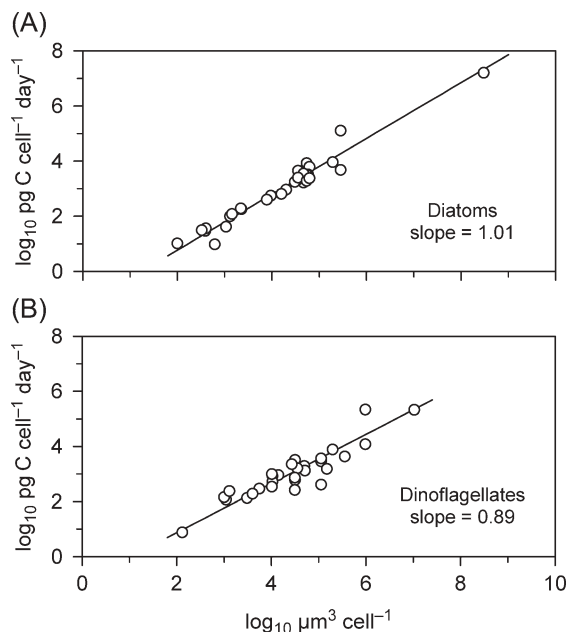 (A)
8
6
4
2
0
log₁₀ pg C cell⁻¹ day⁻¹
Diatoms
slope = 1.01
(B)
8
6
4
2
0
log₁₀ pg C cell⁻¹ day⁻¹
Dinoflagellates
slope = 0.89
0 2 4 6 8 10
log₁₀ μm³ cell⁻¹